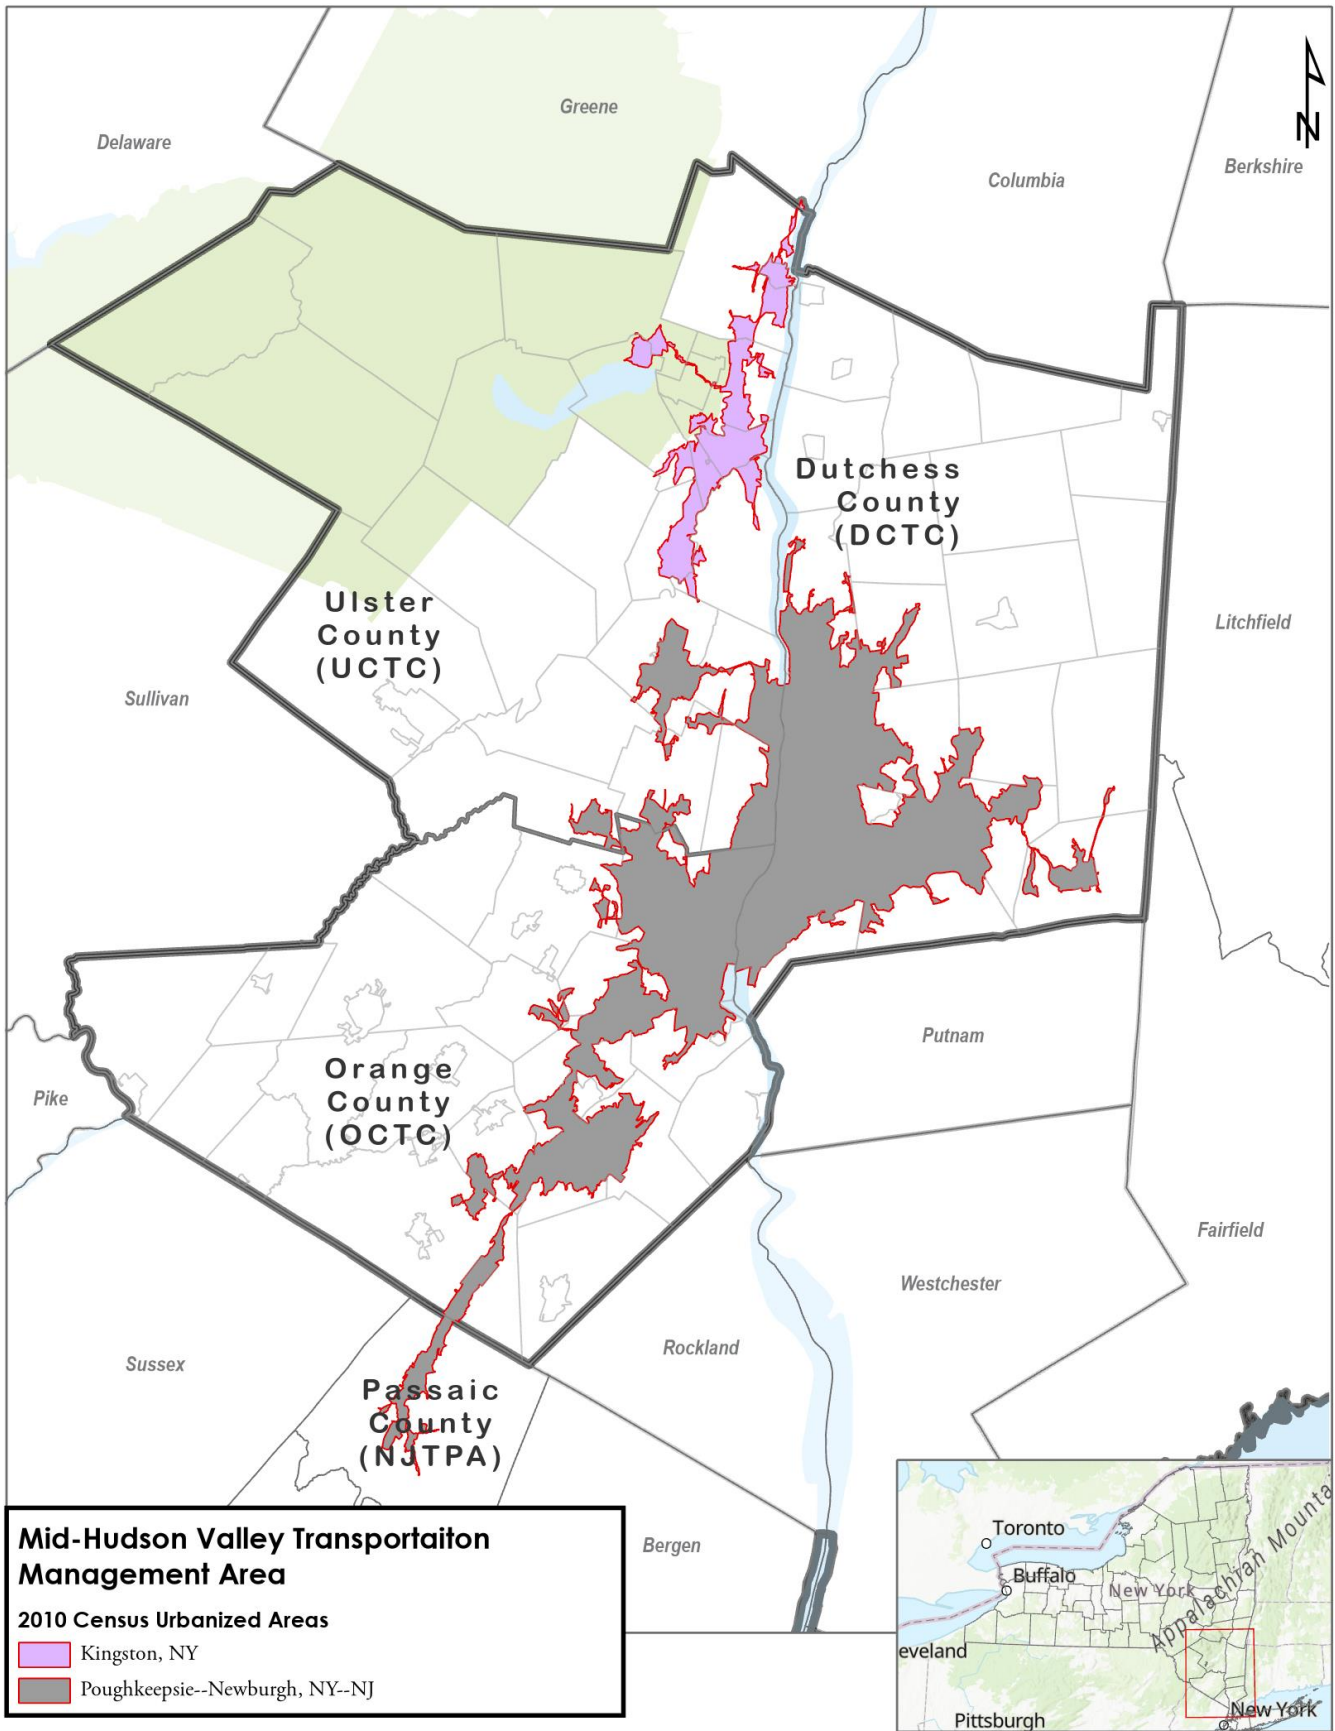 Greene
Delaware
Berkshire
Columbia
N
Dutchess
County
(DCTC)
Ulster
County
(UCTC)
Litchfield
Sullivan
Putnam
Orange
County
(OCTC)
Pike
Fairfield
Westchester
Rockland
Sussex
Passaic
County
(NJTPA)
Bergen
Mid-Hudson Valley Transportaiton
Management Area
2010 Census Urbanized Areas
Kingston, NY
Poughkeepsie--Newburgh, NY--NJ
Toronto
Buffalo
New York
Appalachian Mounta
eveland
Pittsburgh
New York